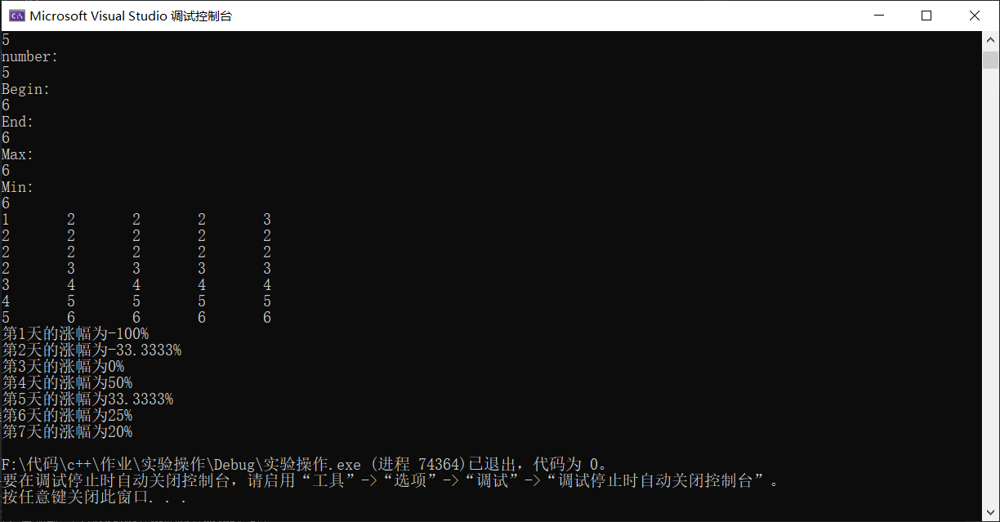 Microsoft Visual Studio 调试控制台
5
number:
5
Begin:
6
End:
6
Max:
6
Min:
6
1 2 2 2 3
2 2 2 2 2
2 2 2 2 2
2 3 3 3 3
3 4 4 4 4
4 5 5 5 5
5 6 6 6 6
第1天的涨幅为-100%
第2天的涨幅为-33.3333%
第3天的涨幅为0%
第4天的涨幅为50%
第5天的涨幅为33.3333%
第6天的涨幅为25%
第7天的涨幅为20%
F:\代码\c++\作业\实验操作\Debug\实验操作.exe (进程 74364)已退出，代码为 0。
要在调试停止时自动关闭控制台，请启用“工具”->“选项”->“调试”->“调试停止时自动关闭控制台”。
按任意键关闭此窗口. . .